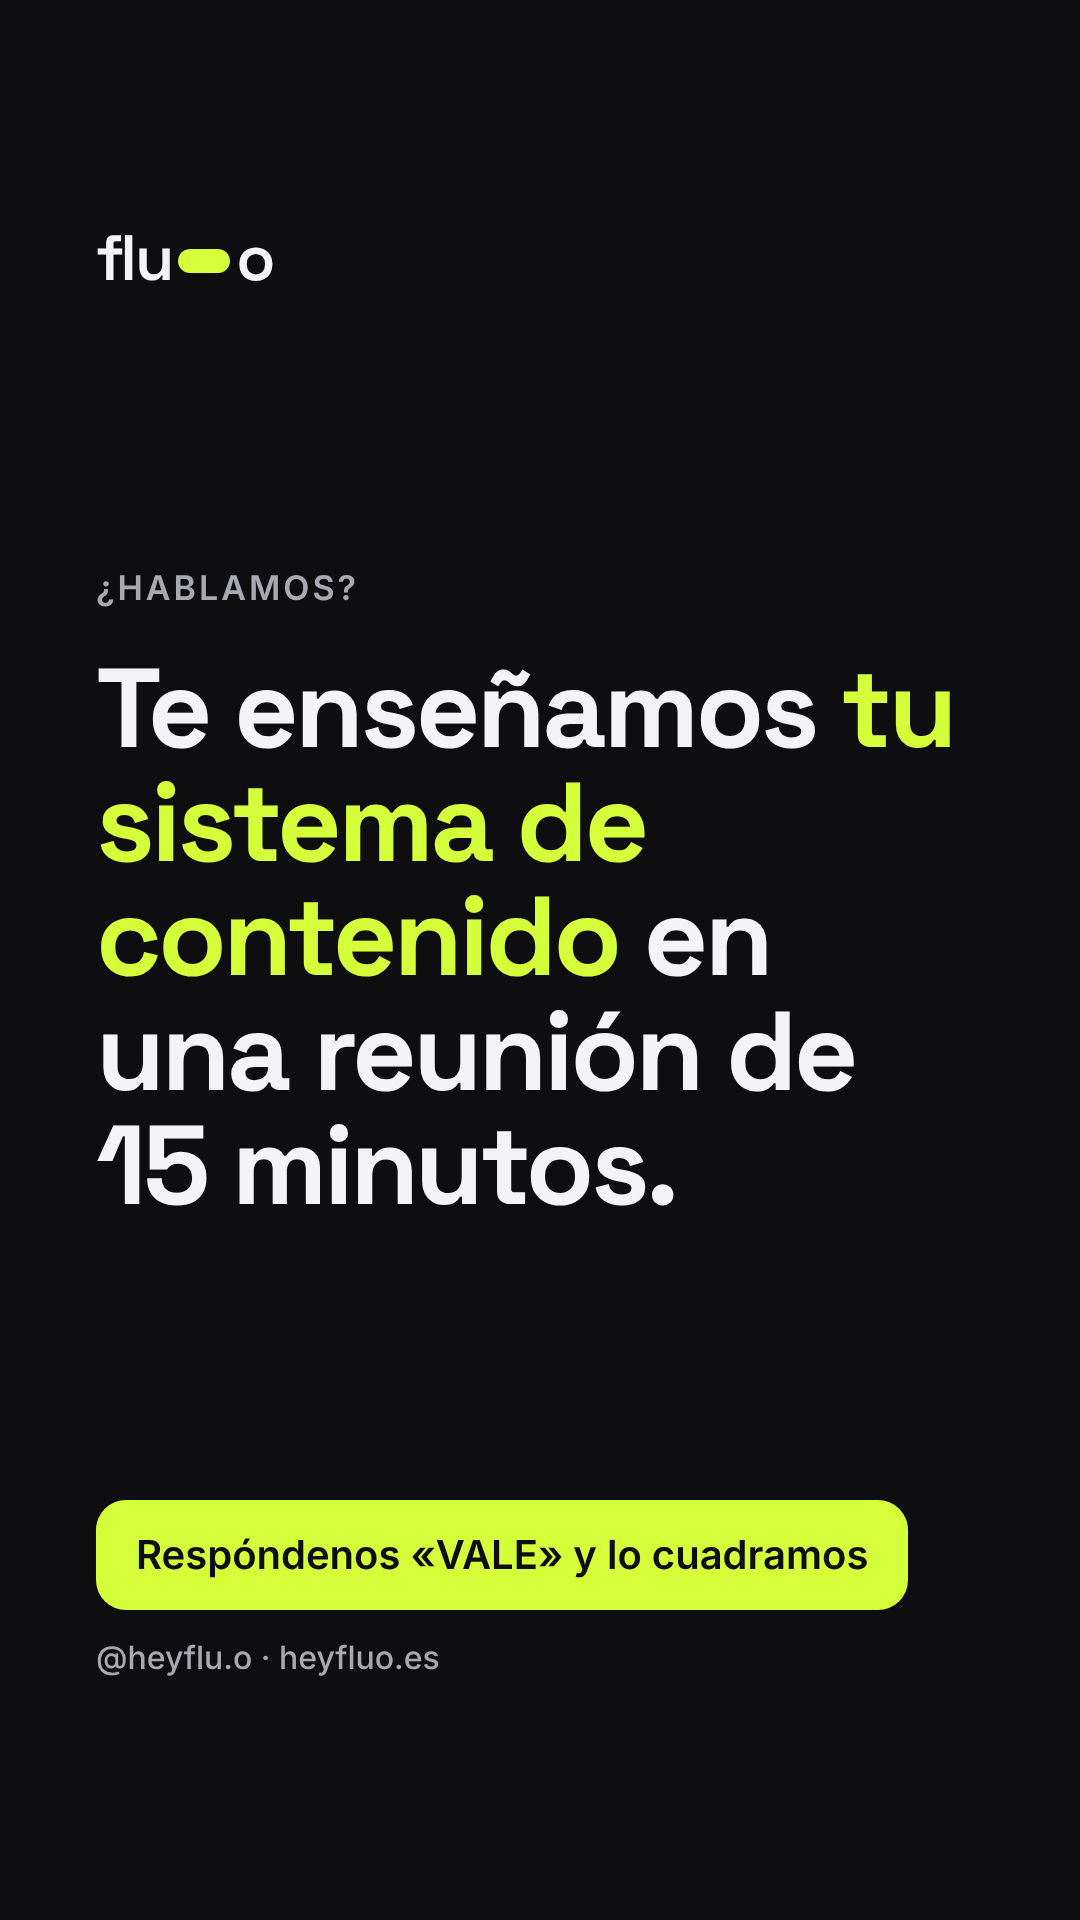 fluo
¿HABLAMOS?
Te enseñamos tu
sistema de
contenido en
una reunión de
15 minutos.
Respóndenos «VALE» y lo cuadramos
@heyflu.o · heyfluo.es